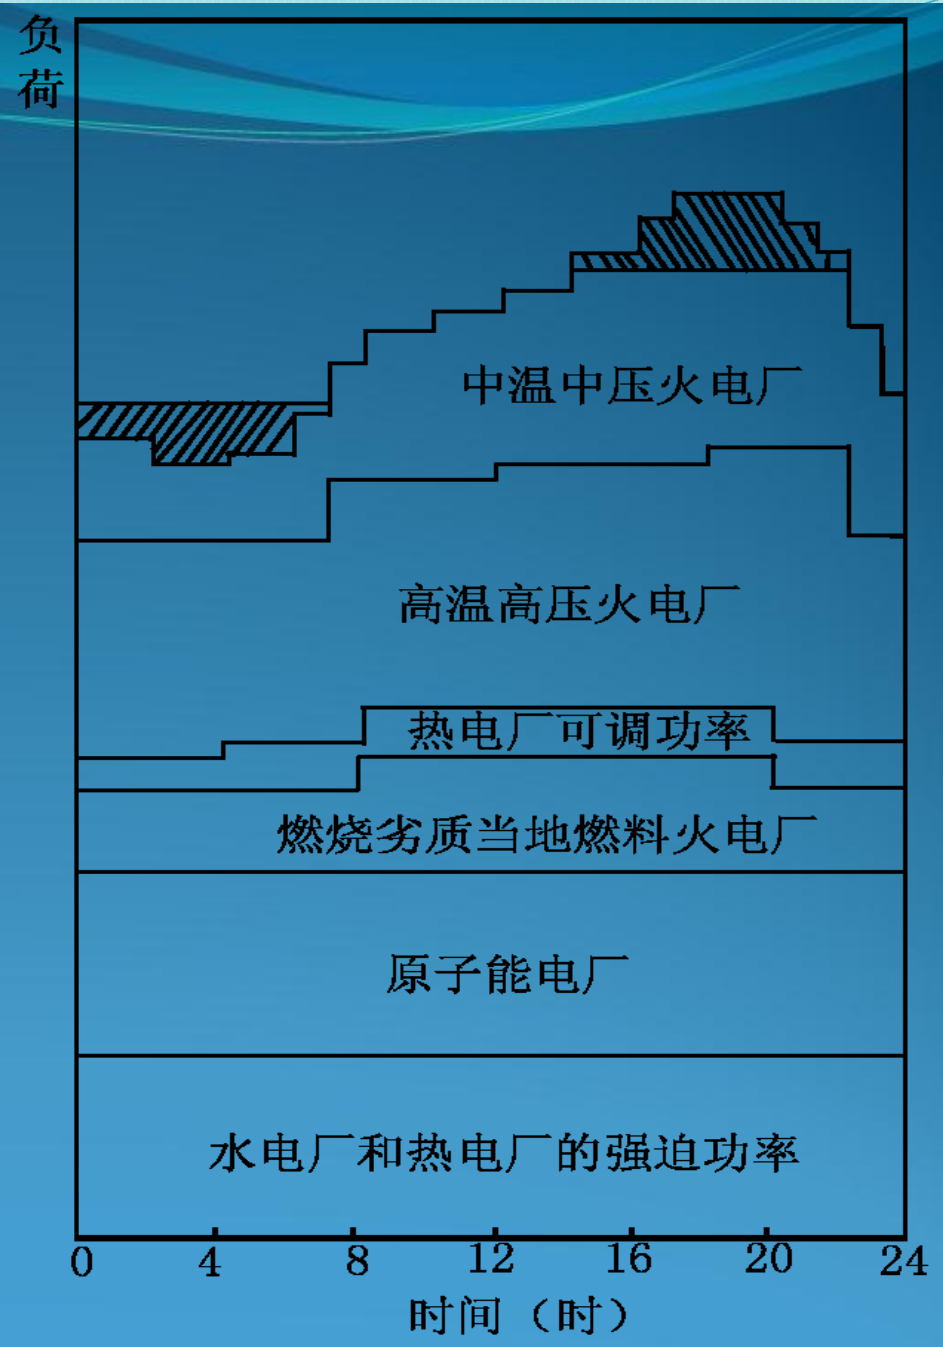 负荷
中温中压火电厂
高温高压火电厂
热电厂可调功率
燃烧劣质当地燃料火电厂
原子能电厂
水电厂和热电厂的强迫功率
0 4 8 12 16 20 24
时间（时）